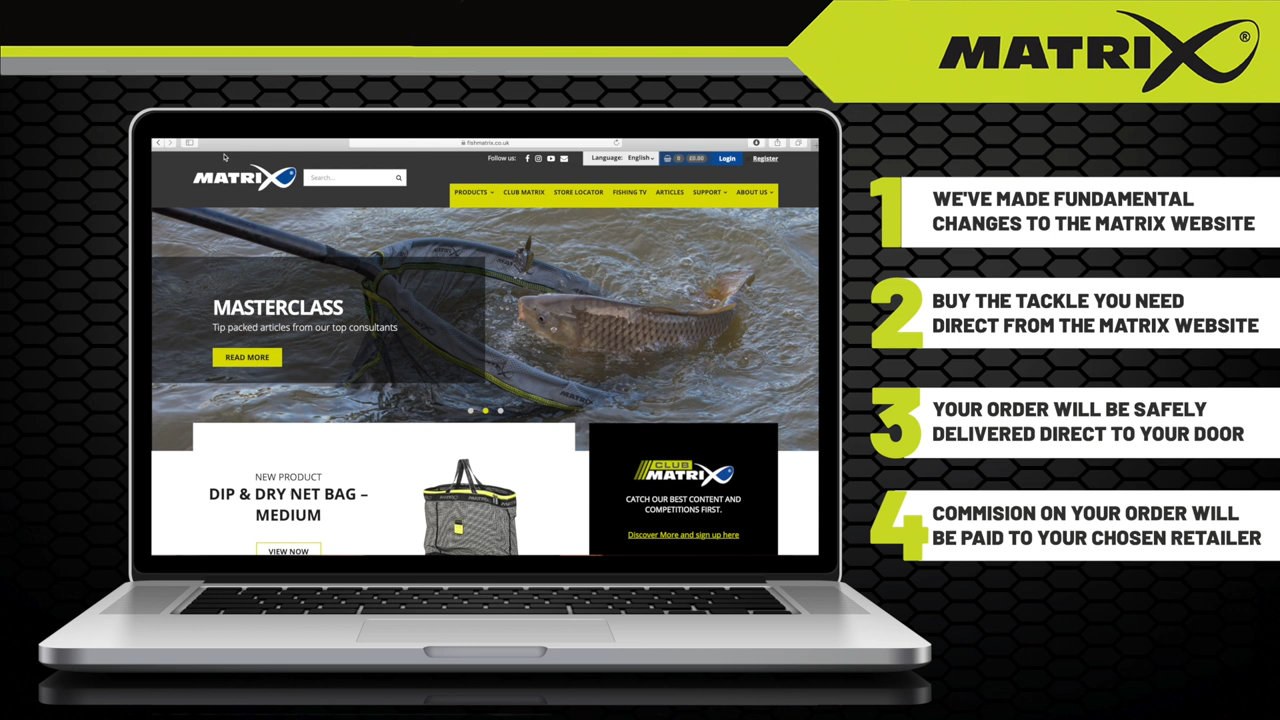 MATRIX®
fishmatrix.co.uk
Follow us:
Language: English
0 £0.00
Login
Register
MATRIX
Search...
PRODUCTS CLUB MATRIX STORE LOCATOR FISHING TV ARTICLES SUPPORT ABOUT US
MASTERCLASS
Tip packed articles from our top consultants
READ MORE
NEW PRODUCT
DIP & DRY NET BAG –
MEDIUM
VIEW NOW
CLUB
MATRIX
CATCH OUR BEST CONTENT AND
COMPETITIONS FIRST.
Discover More and sign up here
1
WE'VE MADE FUNDAMENTAL
CHANGES TO THE MATRIX WEBSITE
2
BUY THE TACKLE YOU NEED
DIRECT FROM THE MATRIX WEBSITE
3
YOUR ORDER WILL BE SAFELY
DELIVERED DIRECT TO YOUR DOOR
4
COMMISION ON YOUR ORDER WILL
BE PAID TO YOUR CHOSEN RETAILER